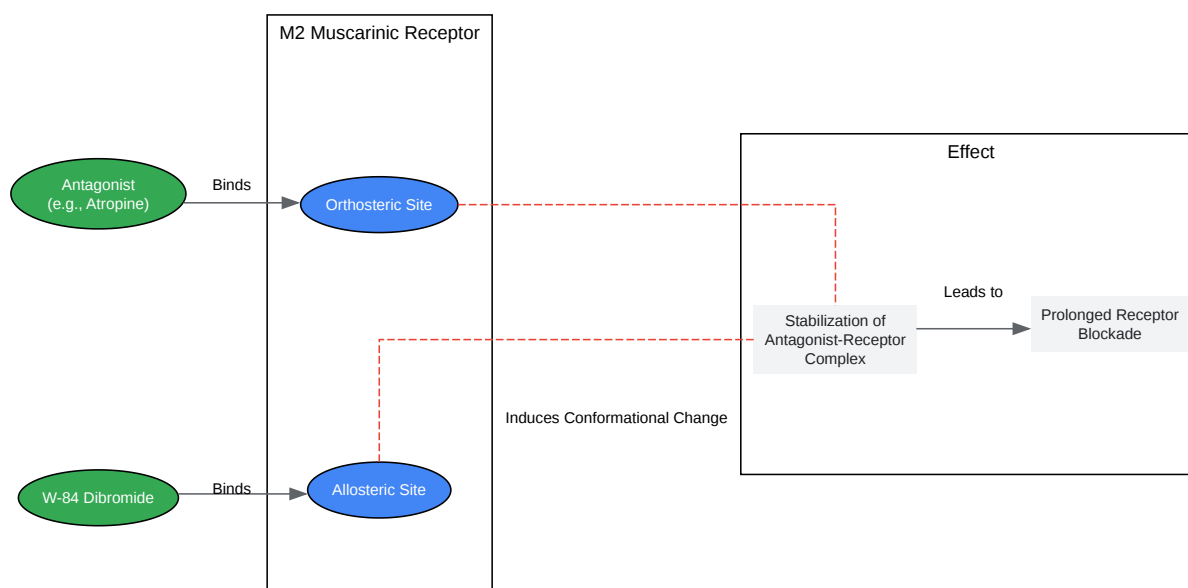 M2 Muscarinic Receptor
Effect
Antagonist
(e.g., Atropine)
Binds
Orthosteric Site
Leads to
Stabilization of
Antagonist-Receptor
Complex
Prolonged Receptor
Blockade
Induces Conformational Change
W-84 Dibromide
Binds
Allosteric Site